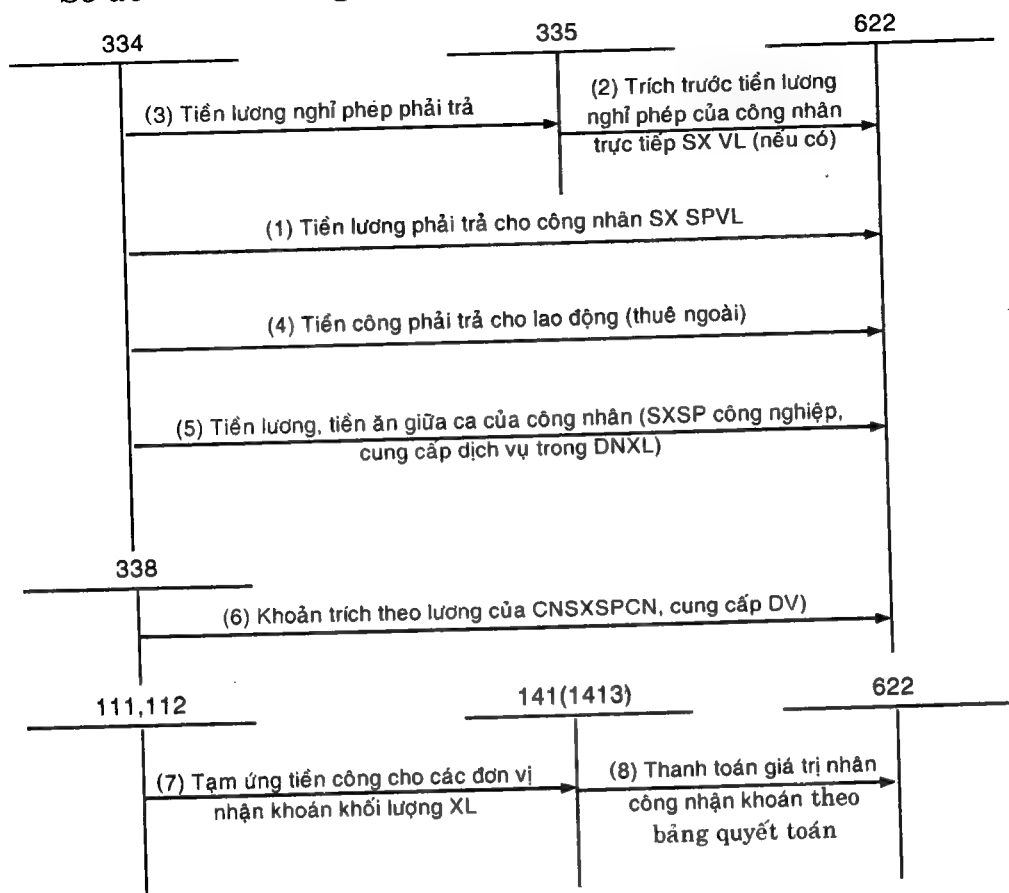 334
335
622
(3) Tiền lương nghỉ phép phải trả
(2) Trích trước tiền lương
nghỉ phép của công nhân
trực tiếp SX VL (nếu có)
(1) Tiền lương phải trả cho công nhân SX SPVL
(4) Tiền công phải trả cho lao động (thuê ngoài)
(5) Tiền lương, tiền ăn giữa ca của công nhân (SXSP công nghiệp,
cung cấp dịch vụ trong DNXL)
338
(6) Khoản trích theo lương của CNSXSPCN, cung cấp DV)
111,112
141(1413)
622
(7) Tạm ứng tiền công cho các đơn vị
nhận khoán khối lượng XL
(8) Thanh toán giá trị nhân
công nhận khoán theo
bảng quyết toán